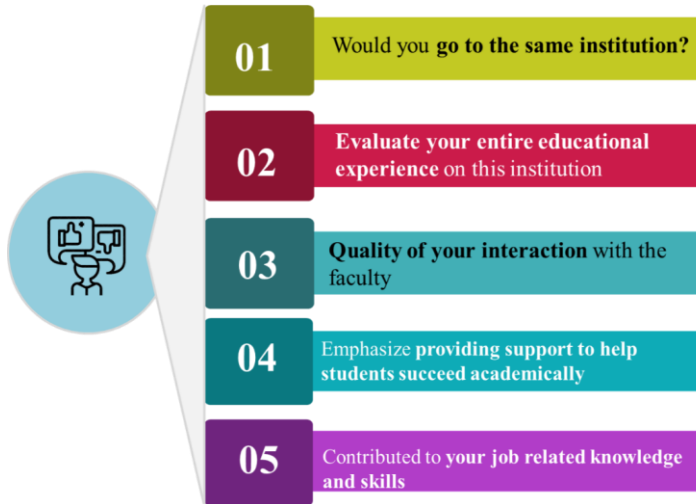 01
Would you go to the same institution?
02
Evaluate your entire educational
experience on this institution
03
Quality of your interaction with the
faculty
04
Emphasize providing support to help
students succeed academically
05
Contributed to your job related knowledge
and skills